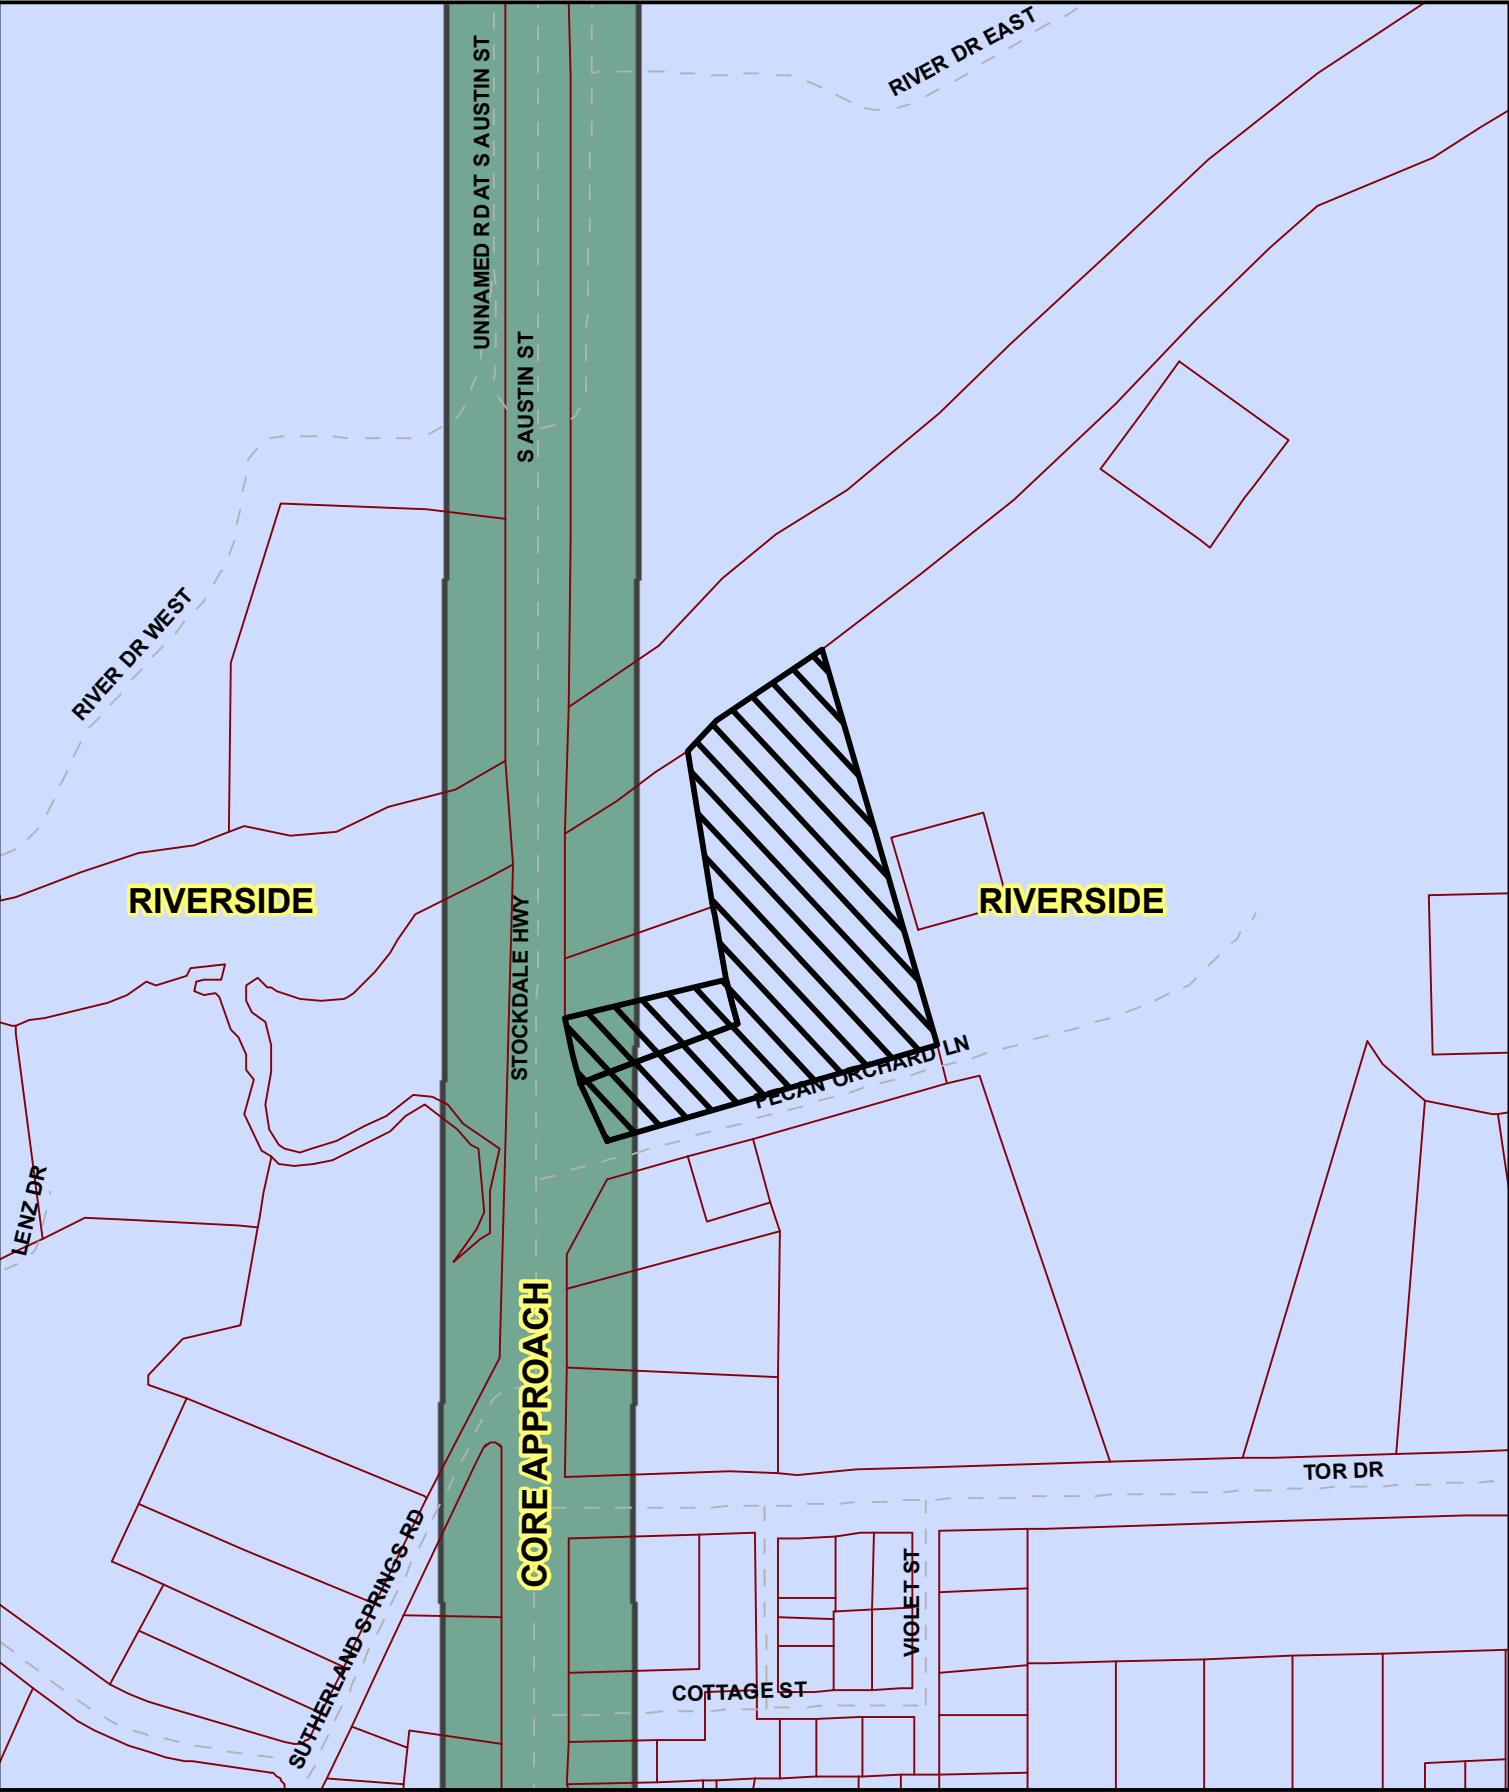 RIVER DR EAST
UNNAMED RD AT S AUSTIN ST
S AUSTIN ST
RIVER DR WEST
RIVERSIDE
RIVERSIDE
STOCKDALE HWY
PECAN ORCHARD LN
LENZ DR
CORE APPROACH
TOR DR
SUTHERLAND SPRINGS RD
VIOLET ST
COTTAGE ST